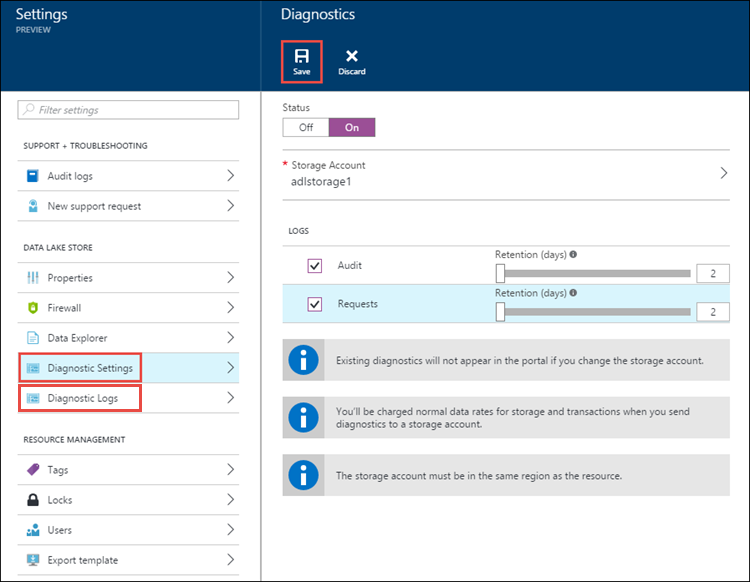 Settings
PREVIEW
Filter settings
SUPPORT + TROUBLESHOOTING
Audit logs
New support request
DATA LAKE STORE
Properties
Firewall
Data Explorer
Diagnostic Settings
Diagnostic Logs
RESOURCE MANAGEMENT
Tags
Locks
Users
Export template
Diagnostics
Save
Discard
Status
Off
On
* Storage Account
adlstorage1
LOGS
Audit
Retention (days)
2
Requests
Retention (days)
2
Existing diagnostics will not appear in the portal if you change the storage account.
You'll be charged normal data rates for storage and transactions when you send
diagnostics to a storage account.
The storage account must be in the same region as the resource.